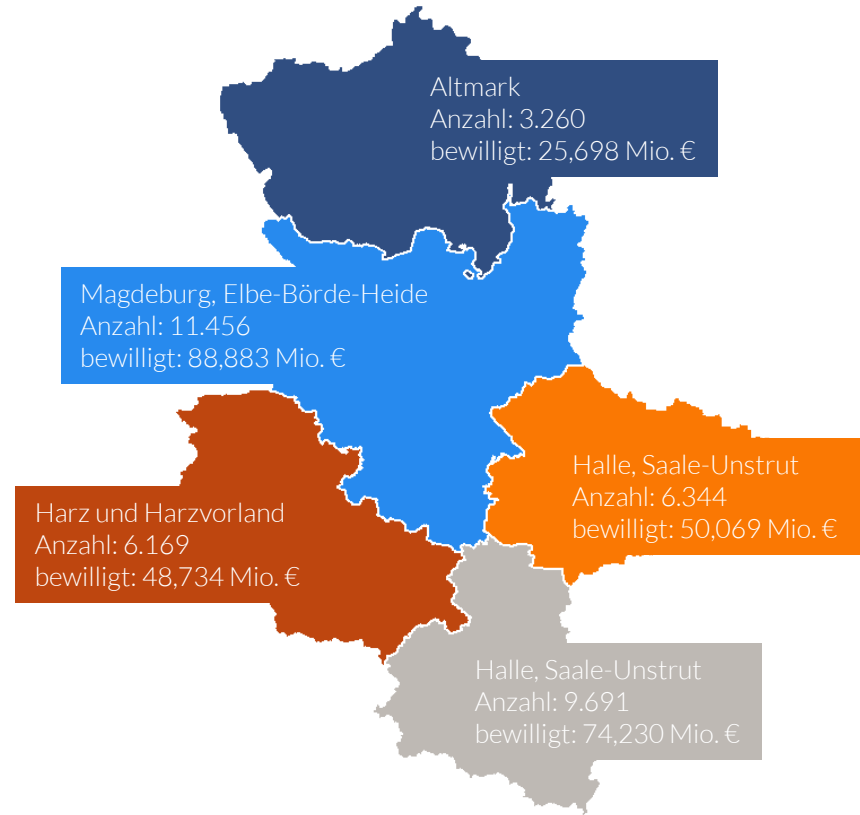 Altmark
Anzahl: 3.260
bewilligt: 25,698 Mio. €
Magdeburg, Elbe-Börde-Heide
Anzahl: 11.456
bewilligt: 88,883 Mio. €
Halle, Saale-Unstrut
Anzahl: 6.344
bewilligt: 50,069 Mio. €
Harz und Harzvorland
Anzahl: 6.169
bewilligt: 48,734 Mio. €
Halle, Saale-Unstrut
Anzahl: 9.691
bewilligt: 74,230 Mio. €